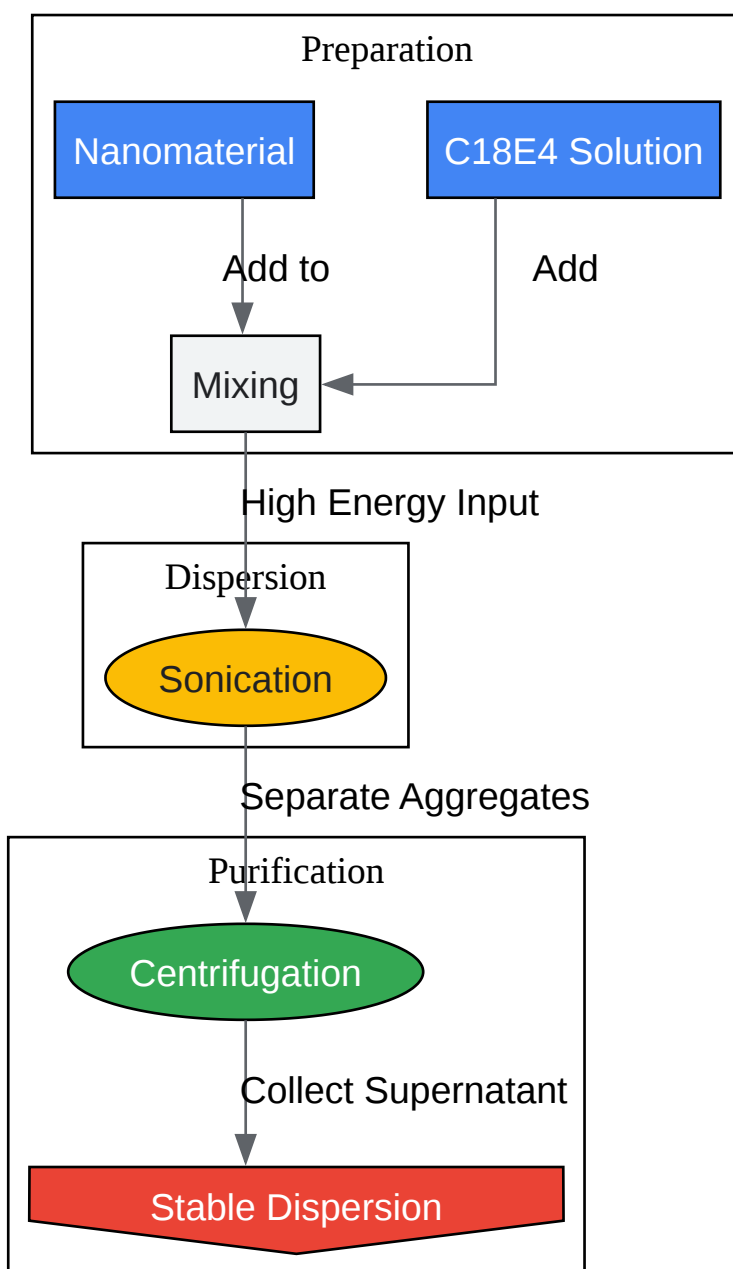 Preparation
Nanomaterial
C18E4 Solution
Add to
Add
Mixing
High Energy Input
Dispersion
Sonication
Separate Aggregates
Purification
Centrifugation
Collect Supernatant
Stable Dispersion